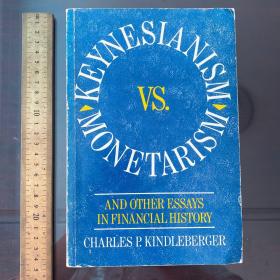 KEYNESIANISM
VS.
MONETARISM
AND OTHER ESSAYS
IN FINANCIAL HISTORY
CHARLES P. KINDLEBERGER